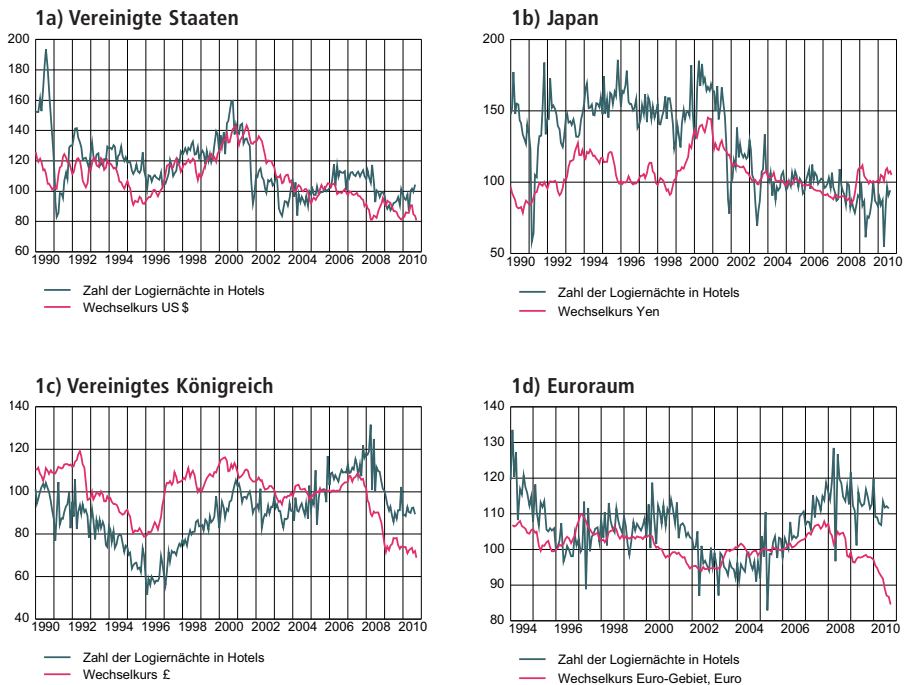 1a) Vereinigte Staaten
200
180
160
140
120
100
80
60
1990 1992 1994 1996 1998 2000 2002 2004 2006 2008 2010
Zahl der Logiernächte in Hotels
Wechselkurs US $
1b) Japan
200
150
100
50
1990 1992 1994 1996 1998 2000 2002 2004 2006 2008 2010
Zahl der Logiernächte in Hotels
Wechselkurs Yen
1c) Vereinigtes Königreich
140
120
100
80
60
40
1990 1992 1994 1996 1998 2000 2002 2004 2006 2008 2010
Zahl der Logiernächte in Hotels
Wechselkurs £
1d) Euroraum
140
130
120
110
100
90
80
1994 1996 1998 2000 2002 2004 2006 2008 2010
Zahl der Logiernächte in Hotels
Wechselkurs Euro-Gebiet, Euro